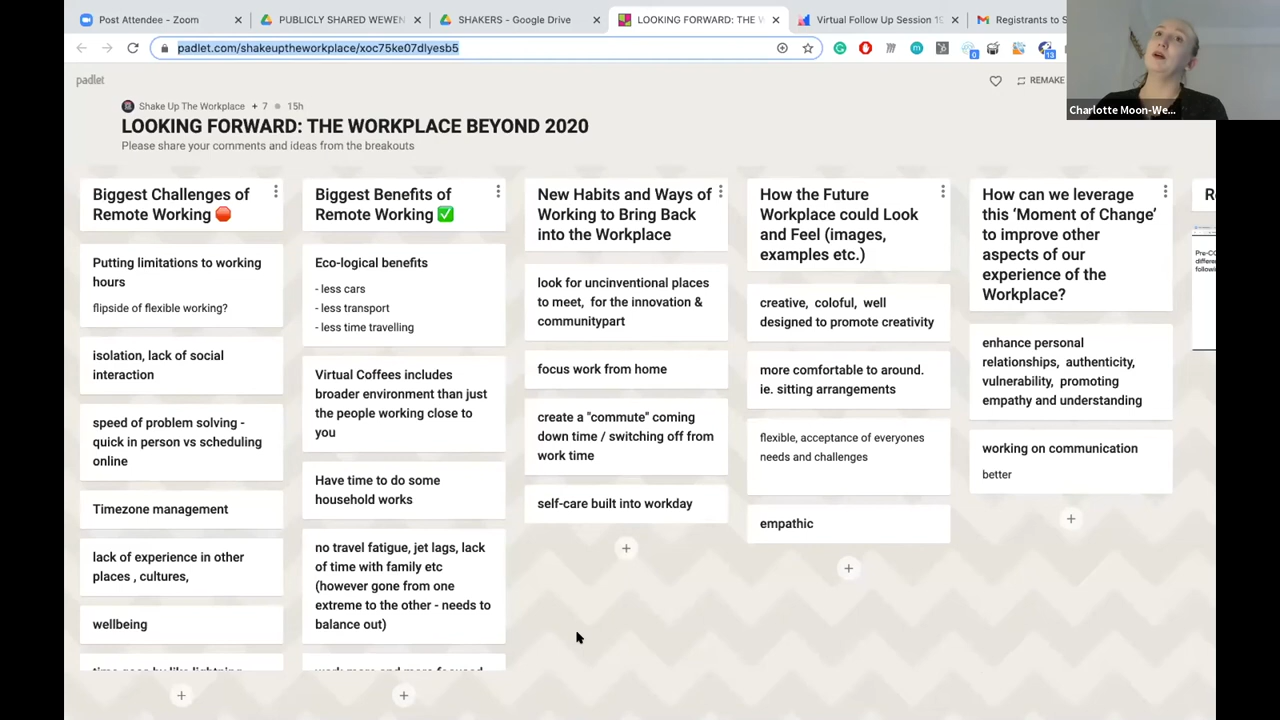 Post Attendee - Zoom
PUBLICLY SHARED WEWEN
SHAKERS - Google Drive
LOOKING FORWARD: THE W
Virtual Follow Up Session
Registrants to S
padlet.com/shakeuptheworkplace/xoc75ke07dlyesb5
0
13
Charlotte Moon-We...
padlet
REMAKE
Shake Up The Workplace + 7 15h
LOOKING FORWARD: THE WORKPLACE BEYOND 2020
Please share your comments and ideas from the breakouts
Biggest Challenges of
Remote Working
Putting limitations to working
hours
flipside of flexible working?
isolation, lack of social
interaction
speed of problem solving -
quick in person vs scheduling
online
Timezone management
lack of experience in other
places , cultures,
wellbeing
time goes by like lightning
Biggest Benefits of
Remote Working
Eco-logical benefits
- less cars
- less transport
- less time travelling
Virtual Coffees includes
broader environment than just
the people working close to
you
Have time to do some
household works
no travel fatigue, jet lags, lack
of time with family etc
(however gone from one
extreme to the other - needs to
balance out)
work more and more focused
New Habits and Ways of
Working to Bring Back
into the Workplace
look for uncinventional places
to meet, for the innovation &
communitypart
focus work from home
create a "commute" coming
down time / switching off from
work time
self-care built into workday
How the Future
Workplace could Look
and Feel (images,
examples etc.)
creative, coloful, well
designed to promote creativity
more comfortable to around.
ie. sitting arrangements
flexible, acceptance of everyones
needs and challenges
empathic
How can we leverage
this ‘Moment of Change’
to improve other
aspects of our
experience of the
Workplace?
enhance personal
relationships, authenticity,
vulnerability, promoting
empathy and understanding
working on communication
better